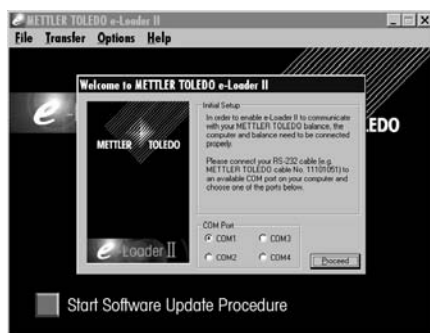 METTLER TOLEDO e-Loader II
File Transfer Options Help
Welcome to METTLER TOLEDO e-Loader II
Initial Setup
In order to enable e-Loader II to communicate
with your METTLER TOLEDO balance, the
computer and balance need to be connected
properly.
Please connect your RS-232 cable (e.g.
METTLER TOLEDO cable No. 11101051) to
an available COM port on your computer and
choose one of the ports below.
METTLER TOLEDO
e-Loader II
COM Port
COM1 COM3
COM2 COM4
Proceed
e
LEDO
Start Software Update Procedure